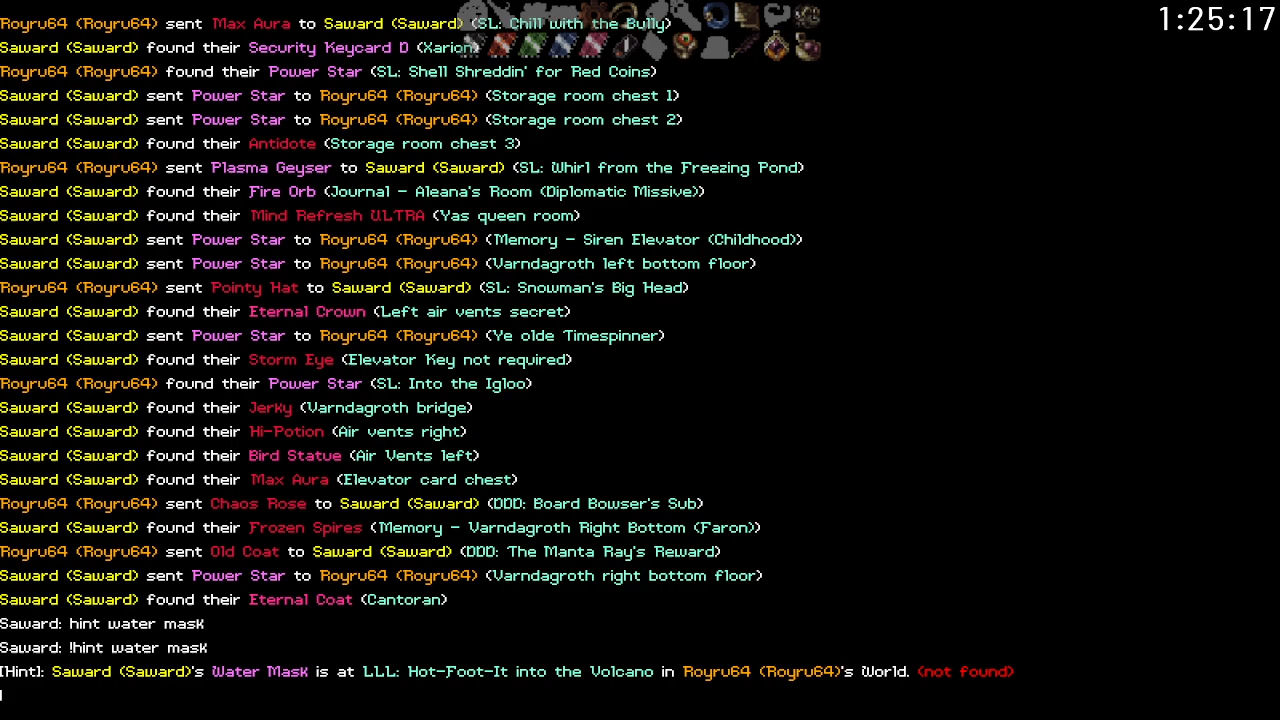 Royru64 (Royru64) sent Max Aura to Saward (Saward) (SL: Chill with the Bully)
1:25:17
Saward (Saward) found their Security Keycard D (Xarion)
Royru64 (Royru64) found their Power Star (SL: Shell Shreddin' for Red Coins)
Saward (Saward) sent Power Star to Royru64 (Royru64) (Storage room chest 1)
Saward (Saward) sent Power Star to Royru64 (Royru64) (Storage room chest 2)
Saward (Saward) found their Antidote (Storage room chest 3)
Royru64 (Royru64) sent Plasma Geyser to Saward (Saward) (SL: Whirl from the Freezing Pond)
Saward (Saward) found their Fire Orb (Journal - Aleana's Room (Diplomatic Missive))
Saward (Saward) found their Mind Refresh ULTRA (Yas queen room)
Saward (Saward) sent Power Star to Royru64 (Royru64) (Memory - Siren Elevator (Childhood))
Saward (Saward) sent Power Star to Royru64 (Royru64) (Varndagroth left bottom floor)
Royru64 (Royru64) sent Pointy Hat to Saward (Saward) (SL: Snowman's Big Head)
Saward (Saward) found their Eternal Crown (Left air vents secret)
Saward (Saward) sent Power Star to Royru64 (Royru64) (Ye olde Timespinner)
Saward (Saward) found their Storm Eye (Elevator Key not required)
Royru64 (Royru64) found their Power Star (SL: Into the Igloo)
Saward (Saward) found their Jerky (Varndagroth bridge)
Saward (Saward) found their Hi-Potion (Air vents right)
Saward (Saward) found their Bird Statue (Air Vents left)
Saward (Saward) found their Max Aura (Elevator card chest)
Royru64 (Royru64) sent Chaos Rose to Saward (Saward) (DDD: Board Bowser's Sub)
Saward (Saward) found their Frozen Spires (Memory - Varndagroth Right Bottom (Faron))
Royru64 (Royru64) sent Old Coat to Saward (Saward) (DDD: The Manta Ray's Reward)
Saward (Saward) sent Power Star to Royru64 (Royru64) (Varndagroth right bottom floor)
Saward (Saward) found their Eternal Coat (Cantoran)
Saward: hint water mask
Saward: !hint water mask
[Hint]: Saward (Saward)'s Water Mask is at LLL: Hot-Foot-It into the Volcano in Royru64 (Royru64)'s World. (not found)